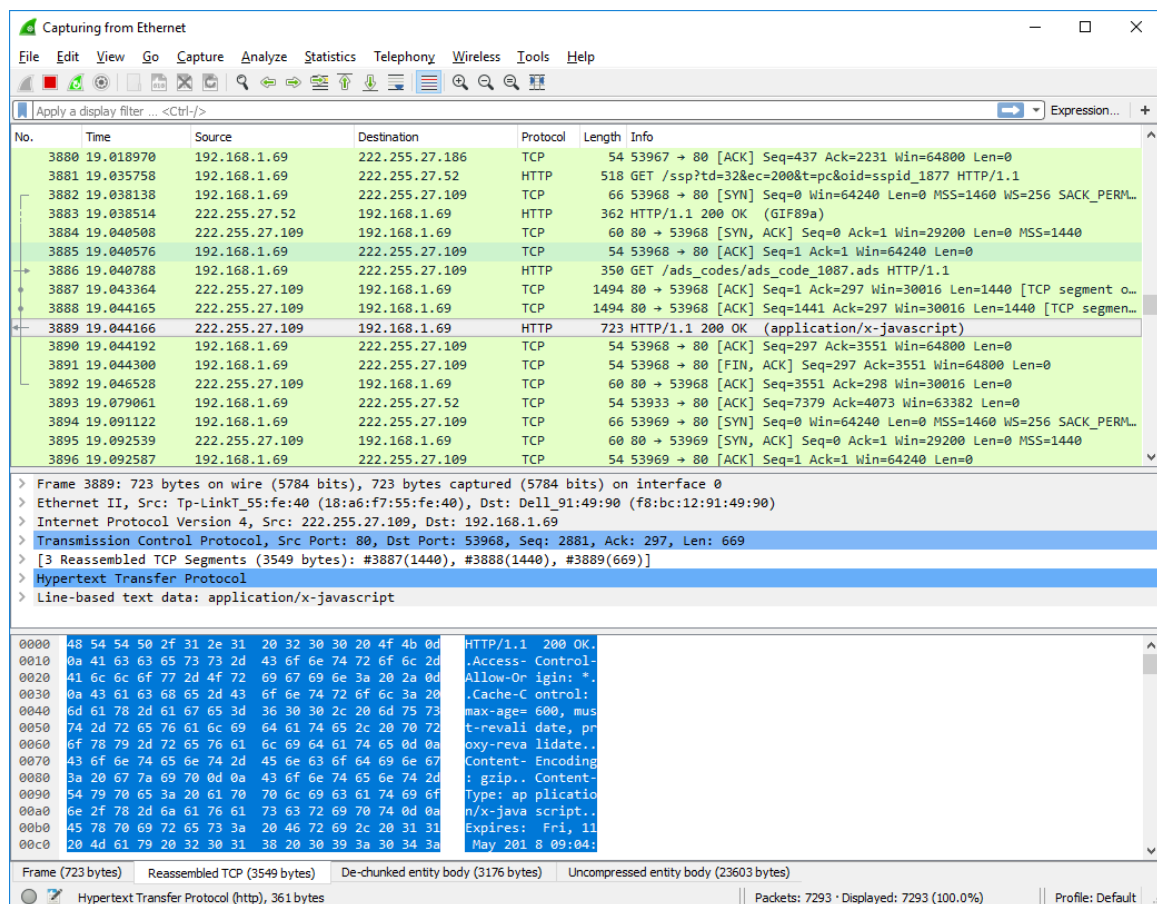 Capturing from Ethernet
File Edit View Go Capture Analyze Statistics Telephony Wireless Tools Help
Apply a display filter ... <Ctrl-/> Expression... +
No. Time Source Destination Protocol Length Info
3880 19.018970 192.168.1.69 222.255.27.186 TCP 54 53967 → 80 [ACK] Seq=437 Ack=2231 Win=64800 Len=0
3881 19.035758 192.168.1.69 222.255.27.52 HTTP 518 GET /ssp?td=32&ec=200&t=pc&oid=sspid_1877 HTTP/1.1
3882 19.038138 192.168.1.69 222.255.27.109 TCP 66 53968 → 80 [SYN] Seq=0 Win=64240 Len=0 MSS=1460 WS=256 SACK_PERM…
3883 19.038514 222.255.27.52 192.168.1.69 HTTP 362 HTTP/1.1 200 OK (GIF89a)
3884 19.040508 222.255.27.109 192.168.1.69 TCP 60 80 → 53968 [SYN, ACK] Seq=0 Ack=1 Win=29200 Len=0 MSS=1440
3885 19.040576 192.168.1.69 222.255.27.109 TCP 54 53968 → 80 [ACK] Seq=1 Ack=1 Win=64240 Len=0
3886 19.040788 192.168.1.69 222.255.27.109 HTTP 350 GET /ads_codes/ads_code_1087.ads HTTP/1.1
3887 19.043364 222.255.27.109 192.168.1.69 TCP 1494 80 → 53968 [ACK] Seq=1 Ack=297 Win=30016 Len=1440 [TCP segment o…
3888 19.044165 222.255.27.109 192.168.1.69 TCP 1494 80 → 53968 [ACK] Seq=1441 Ack=297 Win=30016 Len=1440 [TCP segmen…
3889 19.044166 222.255.27.109 192.168.1.69 HTTP 723 HTTP/1.1 200 OK (application/x-javascript)
3890 19.044192 192.168.1.69 222.255.27.109 TCP 54 53968 → 80 [ACK] Seq=297 Ack=3551 Win=64800 Len=0
3891 19.044300 192.168.1.69 222.255.27.109 TCP 54 53968 → 80 [FIN, ACK] Seq=297 Ack=3551 Win=64800 Len=0
3892 19.046528 222.255.27.109 192.168.1.69 TCP 60 80 → 53968 [ACK] Seq=3551 Ack=298 Win=30016 Len=0
3893 19.079061 192.168.1.69 222.255.27.52 TCP 54 53933 → 80 [ACK] Seq=7379 Ack=4073 Win=63382 Len=0
3894 19.091122 192.168.1.69 222.255.27.109 TCP 66 53969 → 80 [SYN] Seq=0 Win=64240 Len=0 MSS=1460 WS=256 SACK_PERM…
3895 19.092539 222.255.27.109 192.168.1.69 TCP 60 80 → 53969 [SYN, ACK] Seq=0 Ack=1 Win=29200 Len=0 MSS=1440
3896 19.092587 192.168.1.69 222.255.27.109 TCP 54 53969 → 80 [ACK] Seq=1 Ack=1 Win=64240 Len=0
> Frame 3889: 723 bytes on wire (5784 bits), 723 bytes captured (5784 bits) on interface 0
> Ethernet II, Src: Tp-LinkT_55:fe:40 (18:a6:f7:55:fe:40), Dst: Dell_91:49:90 (f8:bc:12:91:49:90)
> Internet Protocol Version 4, Src: 222.255.27.109, Dst: 192.168.1.69
> Transmission Control Protocol, Src Port: 80, Dst Port: 53968, Seq: 2881, Ack: 297, Len: 669
> [3 Reassembled TCP Segments (3549 bytes): #3887(1440), #3888(1440), #3889(669)]
> Hypertext Transfer Protocol
> Line-based text data: application/x-javascript
0000 48 54 54 50 2f 31 2e 31 20 32 30 30 20 4f 4b 0d HTTP/1.1 200 OK.
0010 0a 41 63 63 65 73 73 2d 43 6f 6e 74 72 6f 6c 2d .Access- Control-
0020 41 6c 6c 6f 77 2d 4f 72 69 67 69 6e 3a 20 2a 0d Allow-Or igin: *.
0030 0a 43 61 63 68 65 2d 43 6f 6e 74 72 6f 6c 3a 20 .Cache-C ontrol:
0040 6d 61 78 2d 61 67 65 3d 36 30 30 2c 20 6d 75 73 max-age= 600, mus
0050 74 2d 72 65 76 61 6c 69 64 61 74 65 2c 20 70 72 t-revali date, pr
0060 6f 78 79 2d 72 65 76 61 6c 69 64 61 74 65 0d 0a oxy-reva lidate..
0070 43 6f 6e 74 65 6e 74 2d 45 6e 63 6f 64 69 6e 67 Content- Encoding
0080 3a 20 67 7a 69 70 0d 0a 43 6f 6e 74 65 6e 74 2d : gzip.. Content-
0090 54 79 70 65 3a 20 61 70 70 6c 69 63 61 74 69 6f Type: ap plicatio
00a0 6e 2f 78 2d 6a 61 76 61 73 63 72 69 70 74 0d 0a n/x-java script..
00b0 45 78 70 69 72 65 73 3a 20 46 72 69 2c 20 31 31 Expires: Fri, 11
00c0 20 4d 61 79 20 32 30 31 38 20 30 39 3a 30 34 3a May 201 8 09:04:
Frame (723 bytes) Reassembled TCP (3549 bytes) De-chunked entity body (3176 bytes) Uncompressed entity body (23603 bytes)
Hypertext Transfer Protocol (http), 361 bytes Packets: 7293 · Displayed: 7293 (100.0%) Profile: Default